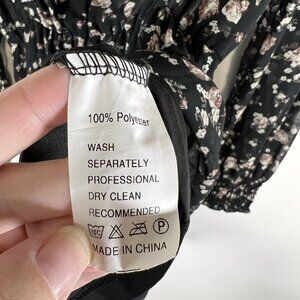 100% Polyester
WASH
SEPARATELY
PROFESSIONAL
DRY CLEAN
RECOMMENDED
P
MADE IN CHINA